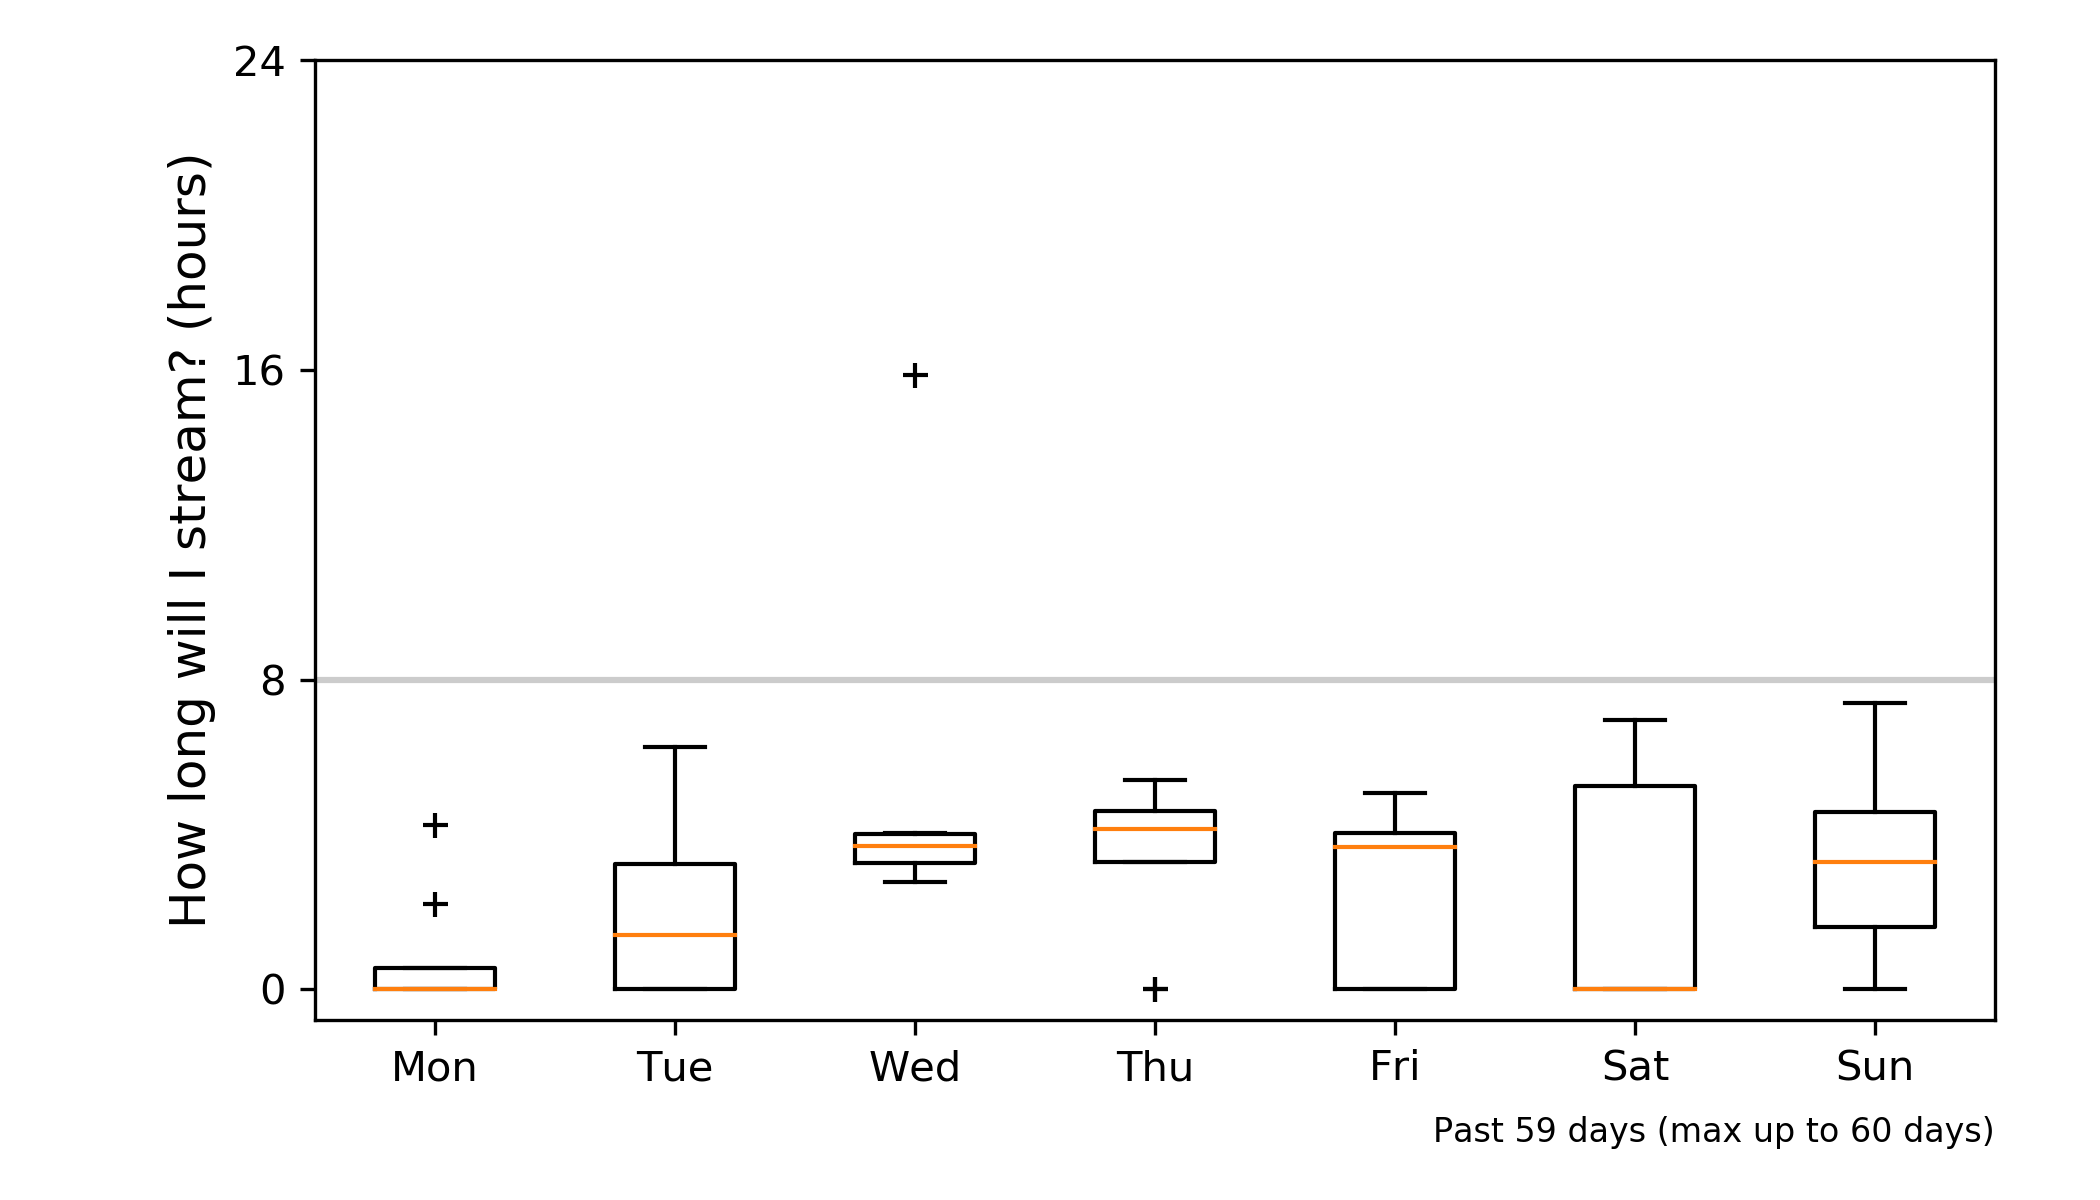 How long will I stream? (hours)
24
16
8
0
Mon Tue Wed Thu Fri Sat Sun
Past 59 days (max up to 60 days)